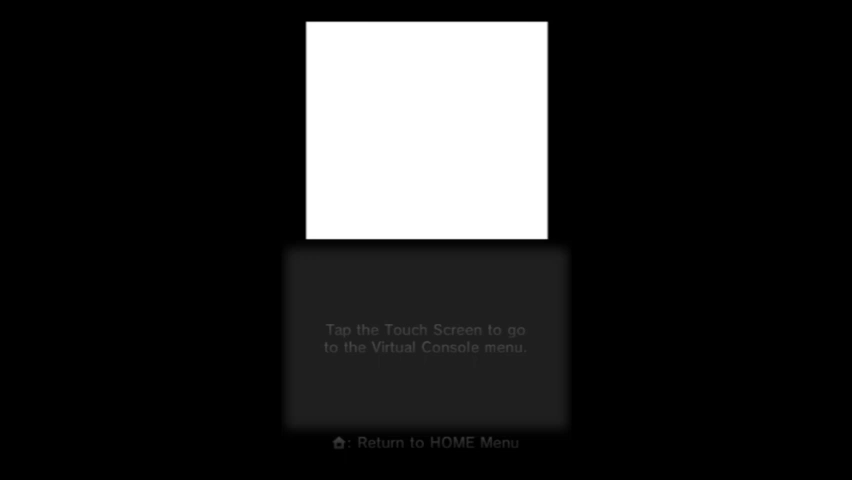 Tap the Touch Screen to go
to the Virtual Console menu.
: Return to HOME Menu